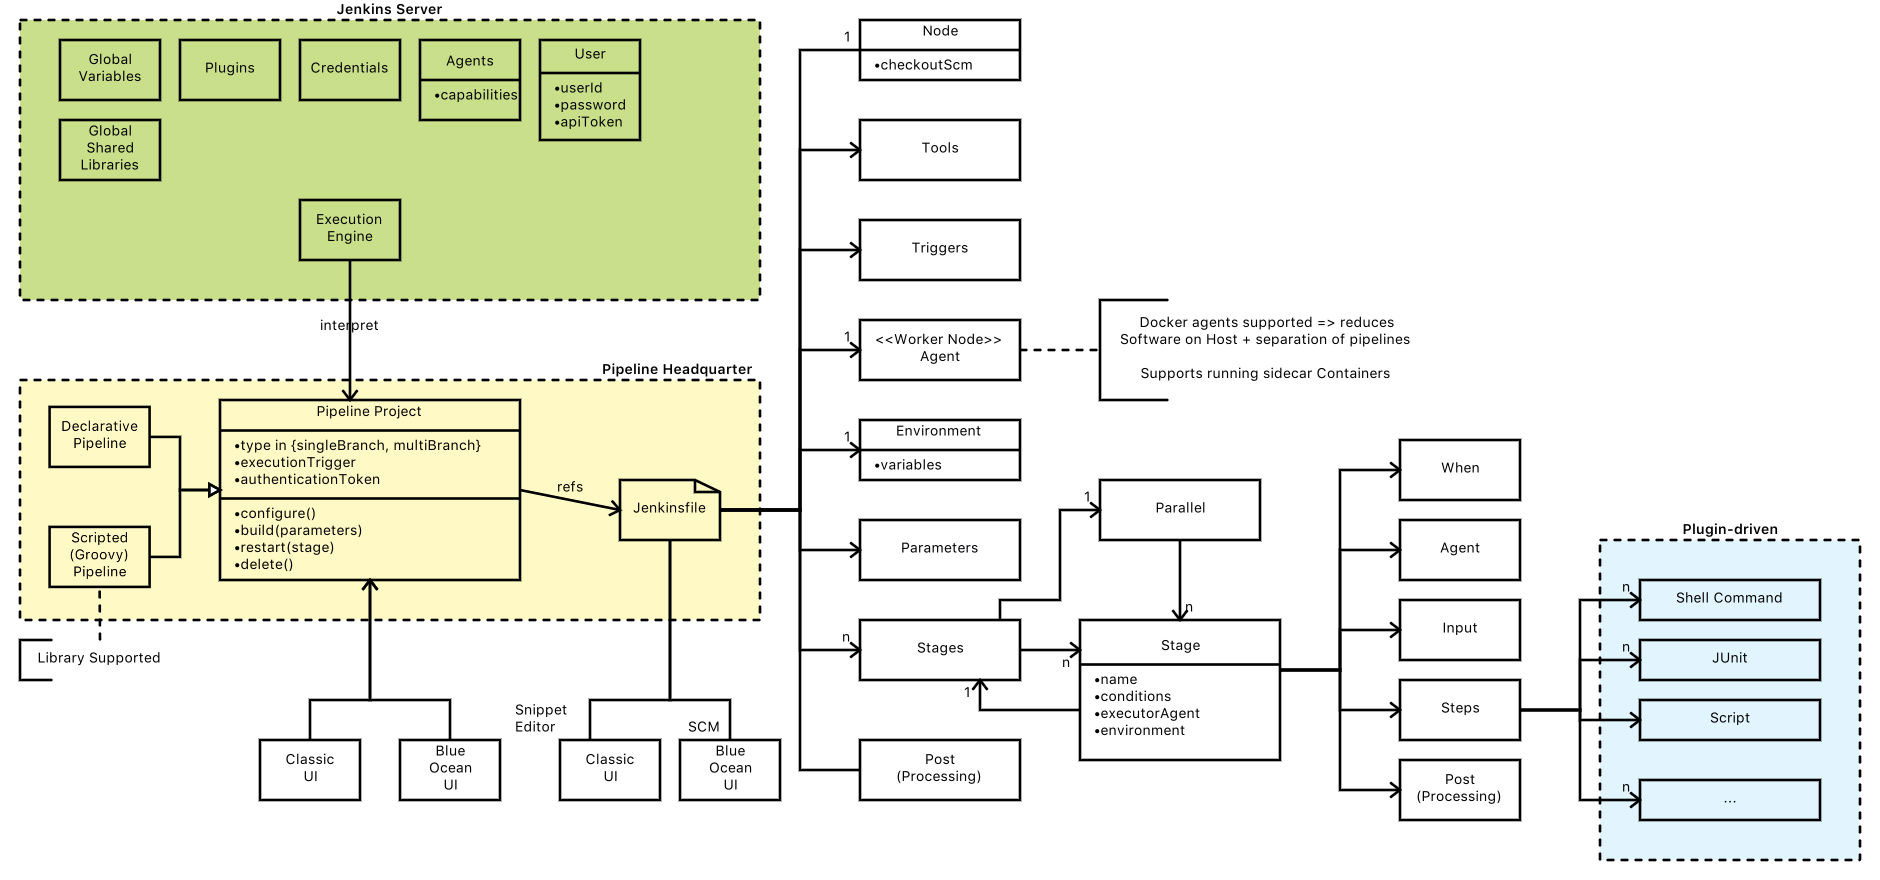 Jenkins Server
Global
Variables
Plugins
Credentials
Agents
•capabilities
User
•userId
•password
•apiToken
Global
Shared
Libraries
Execution
Engine
interpret
Pipeline Headquarter
Declarative
Pipeline
Scripted
(Groovy)
Pipeline
Library Supported
Pipeline Project
•type in {singleBranch, multiBranch}
•executionTrigger
•authenticationToken
•configure()
•build(parameters)
•restart(stage)
•delete()
refs
Jenkinsfile
Classic
UI
Blue
Ocean
UI
Snippet
Editor
SCM
Classic
UI
Blue
Ocean
UI
1
Node
•checkoutScm
Tools
Triggers
1
<<Worker Node>>
Agent
Docker agents supported => reduces
Software on Host + separation of pipelines
Supports running sidecar Containers
1
Environment
•variables
Parameters
n
Stages
Post
(Processing)
1
Parallel
n
n
1
Stage
•name
•conditions
•executorAgent
•environment
When
Agent
Input
Steps
Post
(Processing)
Plugin-driven
n
Shell Command
n
JUnit
Script
n
...